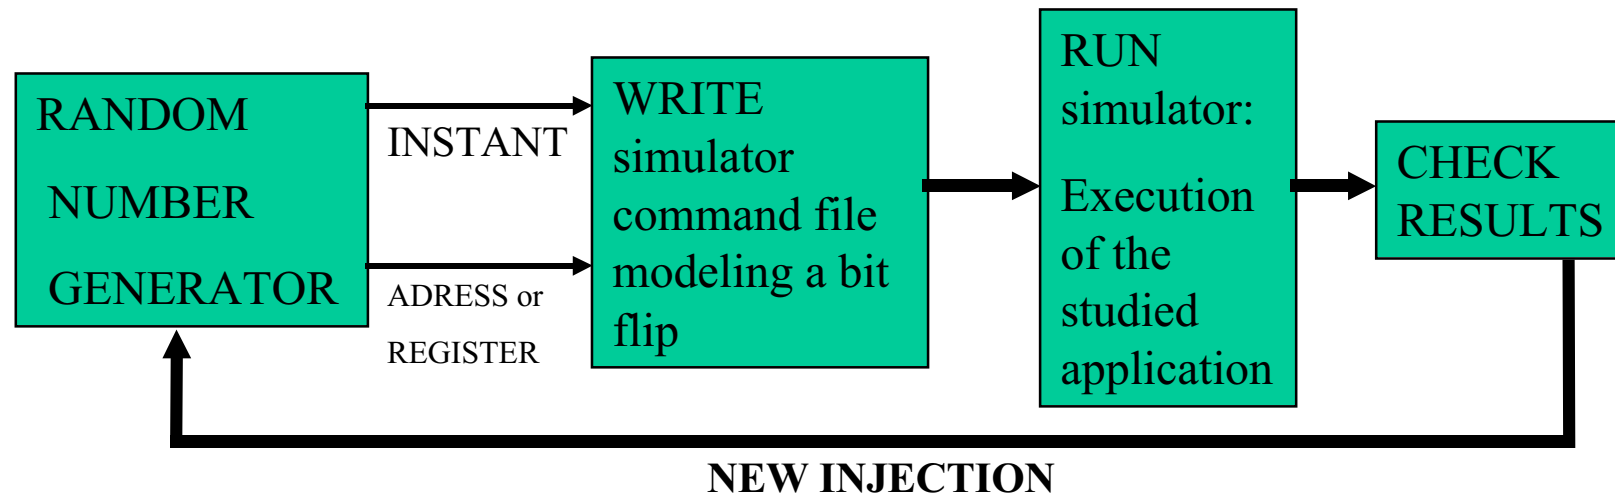 RANDOM
NUMBER
GENERATOR
INSTANT
ADRESS or
REGISTER
WRITE
simulator
command file
modeling a bit
flip
RUN
simulator:
Execution
of the
studied
application
CHECK
RESULTS
NEW INJECTION